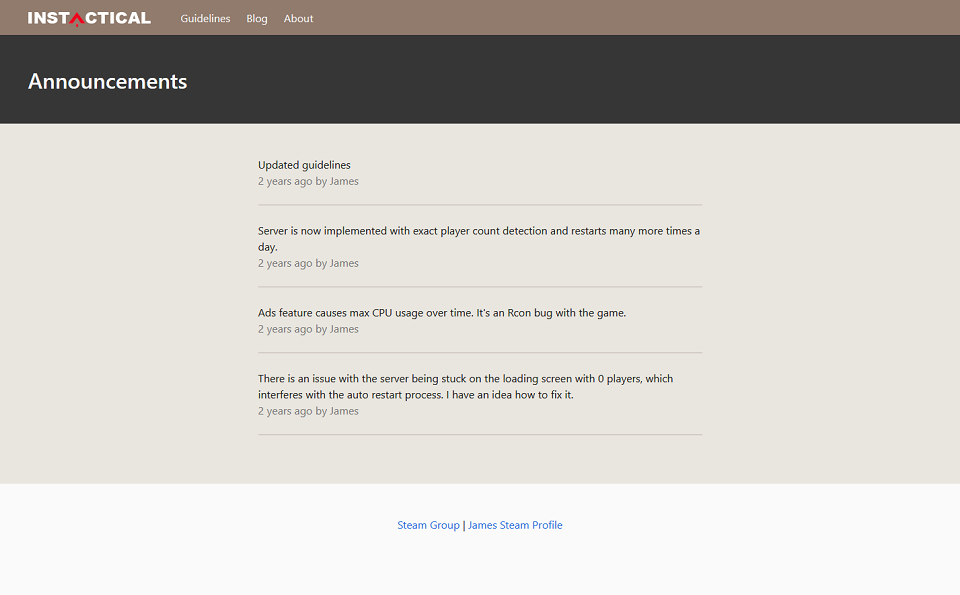 INSTACTICAL Guidelines Blog About
Announcements
Updated guidelines
2 years ago by James
Server is now implemented with exact player count detection and restarts many more times a
day.
2 years ago by James
Ads feature causes max CPU usage over time. It's an Rcon bug with the game.
2 years ago by James
There is an issue with the server being stuck on the loading screen with 0 players, which
interferes with the auto restart process. I have an idea how to fix it.
2 years ago by James
Steam Group | James Steam Profile